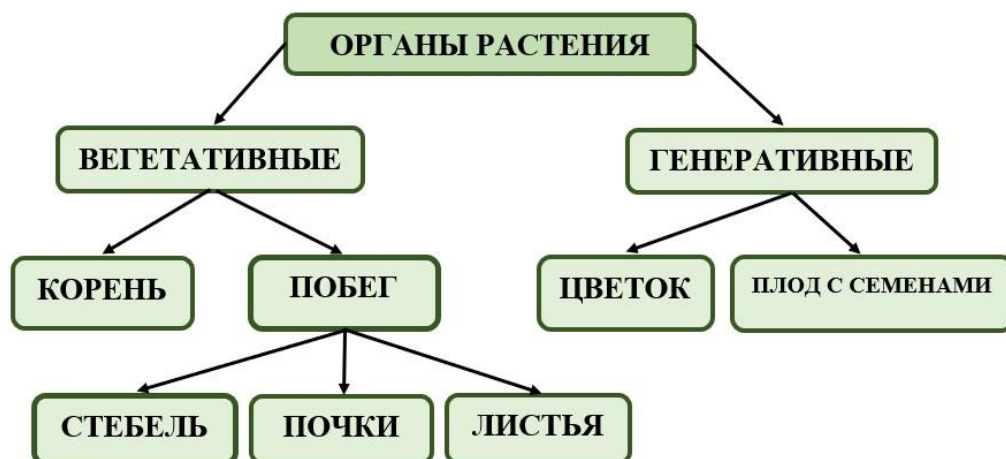 ОРГАНЫ РАСТЕНИЯ
ВЕГЕТАТИВНЫЕ
ГЕНЕРАТИВНЫЕ
КОРЕНЬ
ПОБЕГ
ЦВЕТОК
ПЛОД С СЕМЕНАМИ
СТЕБЕЛЬ
ПОЧКИ
ЛИСТЬЯ